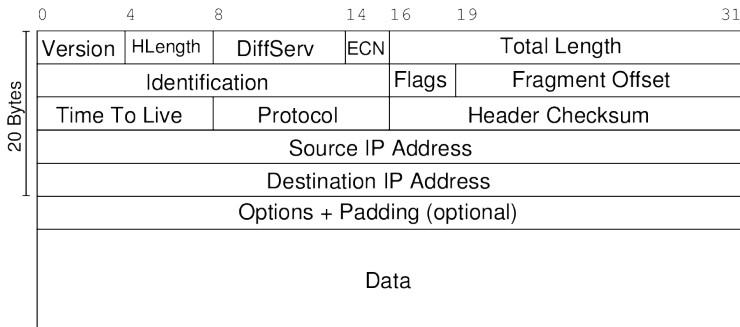 0 4 8 14 16 19 31
Version HLength DiffServ ECN Total Length
Identification Flags Fragment Offset
Time To Live Protocol Header Checksum
Source IP Address
Destination IP Address
Options + Padding (optional)
Data
20 Bytes